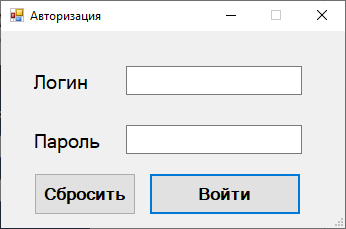 Авторизация
Логин
Пароль
Сбросить Войти